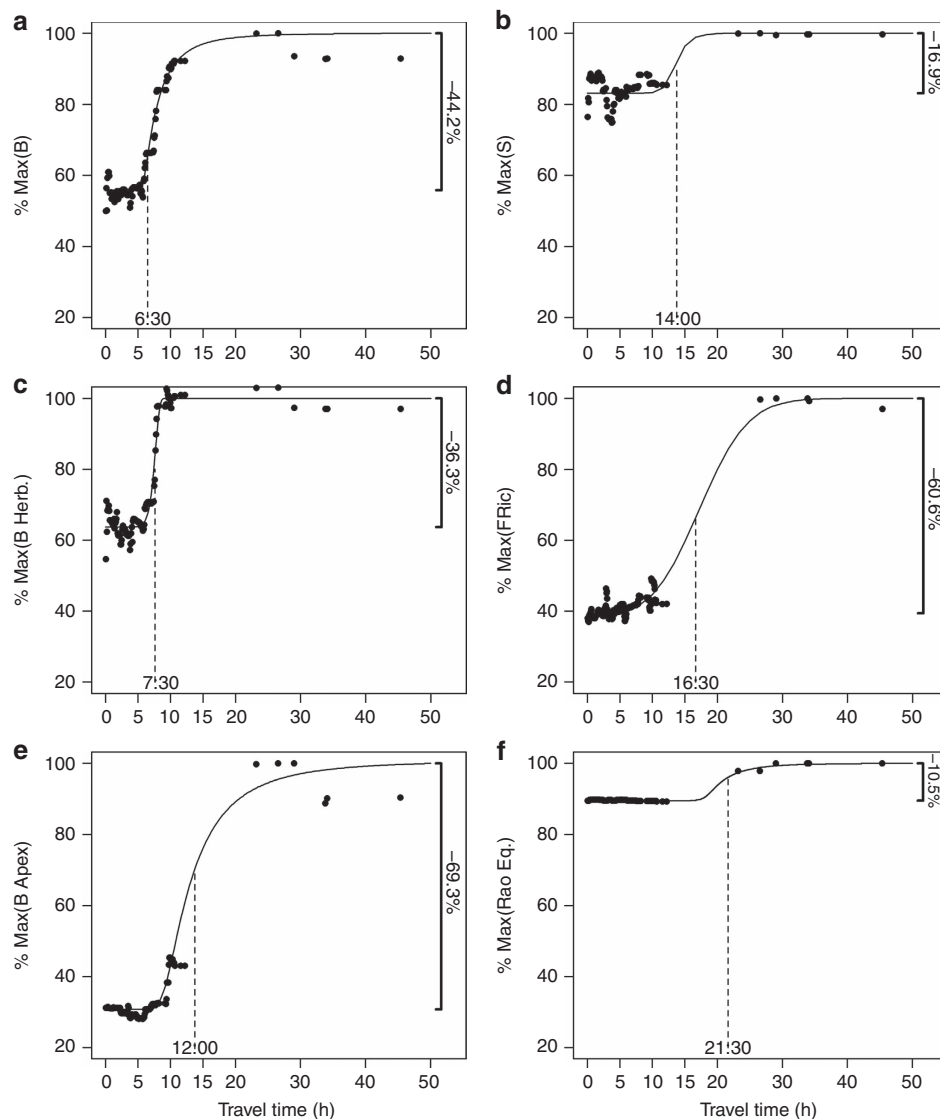 a
% Max(B)
100
80
60
40
20
0 5 10 15 20 30 40 50
6:30
–44.2%
b
% Max(S)
100
80
60
40
20
0 5 10 15 20 30 40 50
14:00
–16.9%
c
% Max(B Herb.)
100
80
60
40
20
0 5 10 15 20 30 40 50
7:30
–36.3%
d
% Max(FRic)
100
80
60
40
20
0 5 10 15 20 30 40 50
16:30
–60.6%
e
% Max(B Apex)
100
80
60
40
20
0 5 10 15 20 30 40 50
12:00
–69.3%
Travel time (h)
f
% Max(Rao Eq.)
100
80
60
40
20
0 5 10 15 20 30 40 50
21:30
–10.5%
Travel time (h)